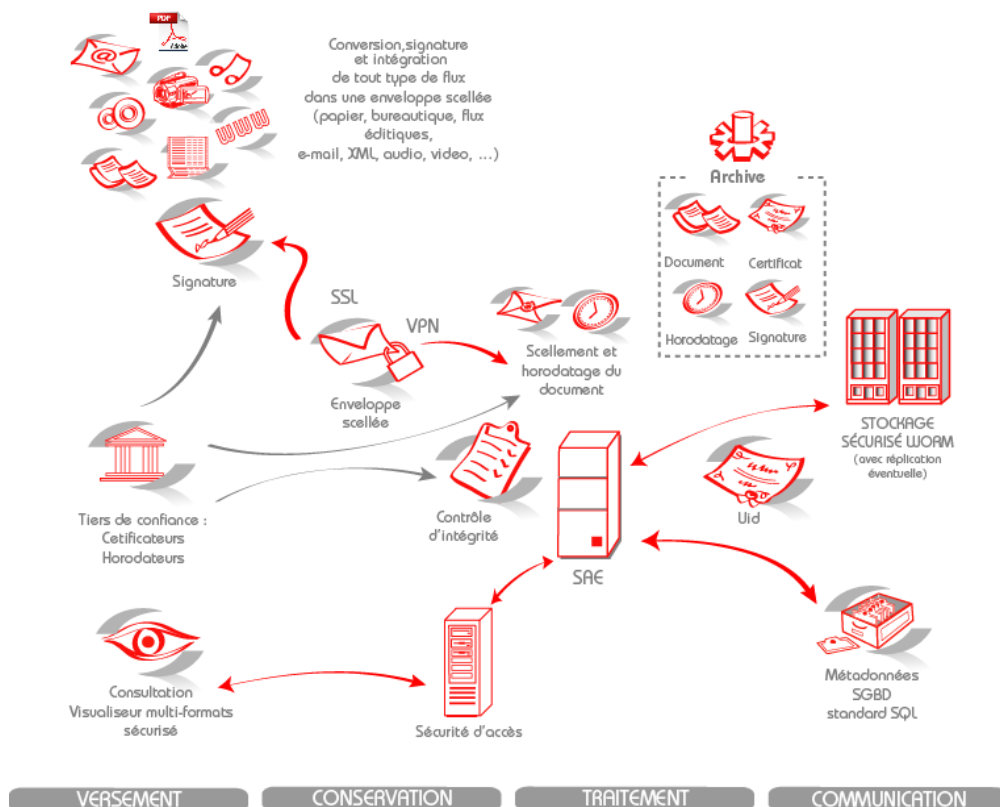 PDF
Adobe
Conversion,signature
et intégration
de tout type de flux
dans une enveloppe scellée
(papier, bureautique, flux
éditiques,
e-mail, XML, audio, video, ...)
Archive
Document
Certificat
Horodatage
Signature
Signature
SSL
VPN
Enveloppe
scellée
Scellement et
horodatage du
document
STOCKAGE
SÉCURISÉ WORM
(avec réplication
éventuelle)
Tiers de confiance :
Cetificateurs
Horodateurs
Contrôle
d'intégrité
SAE
Uid
Consultation
Visualiseur multi-formats
sécurisé
Sécurité d'accès
Métadonnées
SGBD
standard SQL
VERSEMENT
CONSERVATION
TRAITEMENT
COMMUNICATION